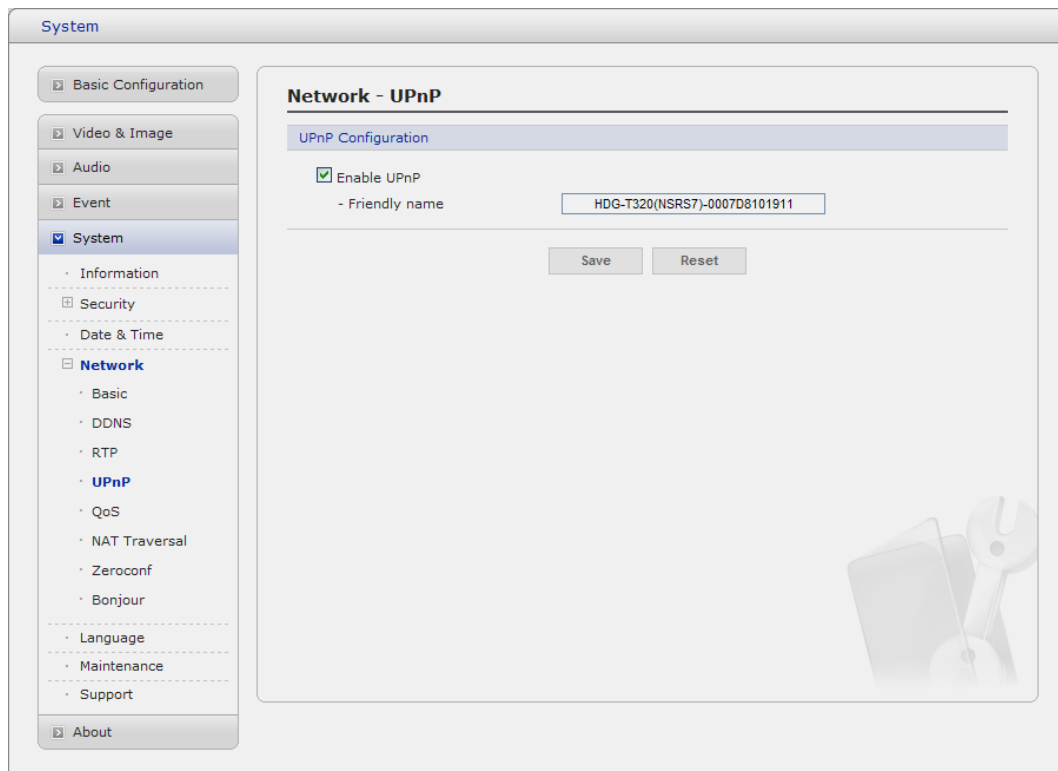 System
Basic Configuration
Video & Image
Audio
Event
System
· Information
Security
· Date & Time
Network
· Basic
· DDNS
· RTP
· UPnP
· QoS
· NAT Traversal
· Zeroconf
· Bonjour
· Language
· Maintenance
· Support
About
Network - UPnP
UPnP Configuration
Enable UPnP
- Friendly name HDG-T320(NSRS7)-0007D8101911
Save Reset